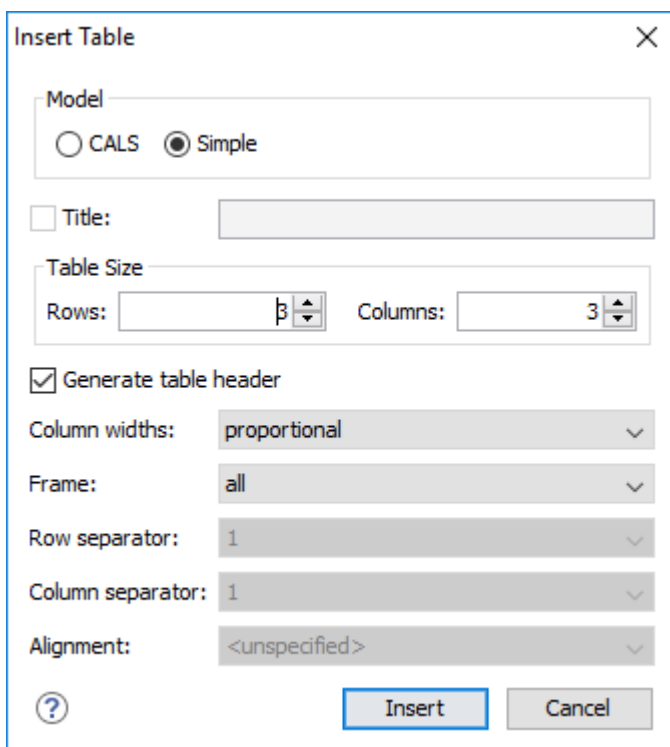 Insert Table
Model
CALS Simple
Title:
Table Size
Rows: 3 Columns: 3
Generate table header
Column widths: proportional
Frame: all
Row separator: 1
Column separator: 1
Alignment: <unspecified>
? Insert Cancel